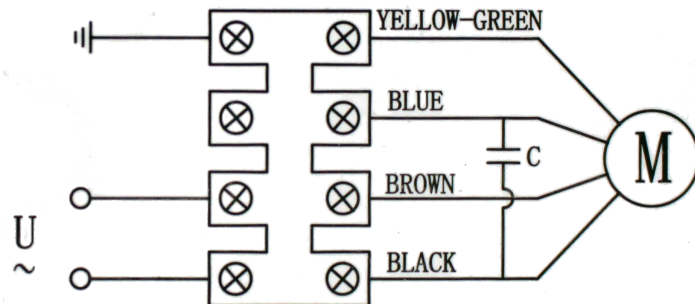 YELLOW-GREEN
BLUE
C
M
BROWN
U
~
BLACK